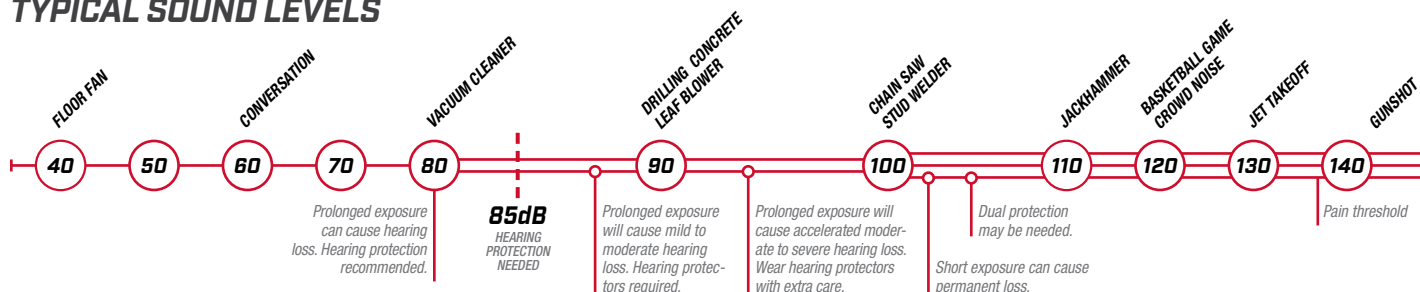 TYPICAL SOUND LEVELS
FLOOR FAN
CONVERSATION
VACUUM CLEANER
DRILLING CONCRETE
LEAF BLOWER
CHAIN SAW
STUD WELDER
JACKHAMMER
BASKETBALL GAME
CROWD NOISE
JET TAKEOFF
GUNSHOT
40
50
60
70
80
90
100
110
120
130
140
Prolonged exposure
can cause hearing
loss. Hearing protection
recommended.
85dB
HEARING
PROTECTION
NEEDED
Prolonged exposure
will cause mild to
moderate hearing
loss. Hearing protec-
tors required.
Prolonged exposure will
cause accelerated moder-
ate to severe hearing loss.
Wear hearing protectors
with extra care.
Short exposure can cause
permanent loss.
Dual protection
may be needed.
Pain threshold